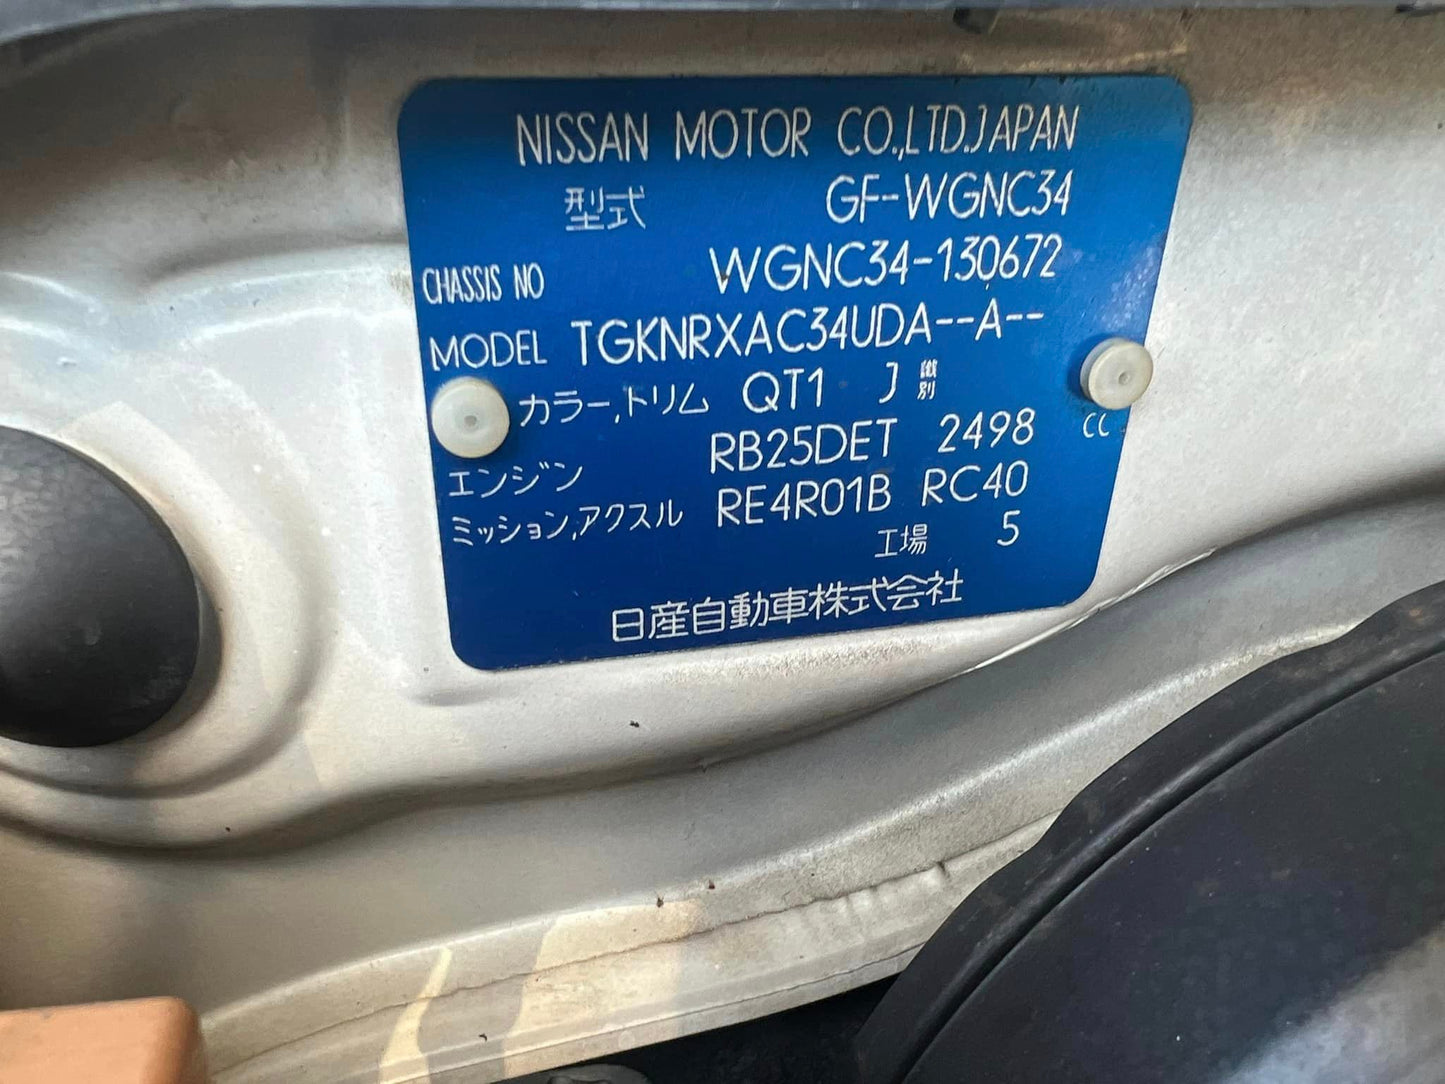 NISSAN MOTOR CO.,LTD.JAPAN
型式 GF-WGNC34
CHASSIS NO WGNC34-130672
MODEL TGKNRXAC34UDA--A--
カラー,トリム QT1 J 識別
エンジン RB25DET 2498 CC
ミッション,アクスル RE4R01B RC40
工場 5
日産自動車株式会社